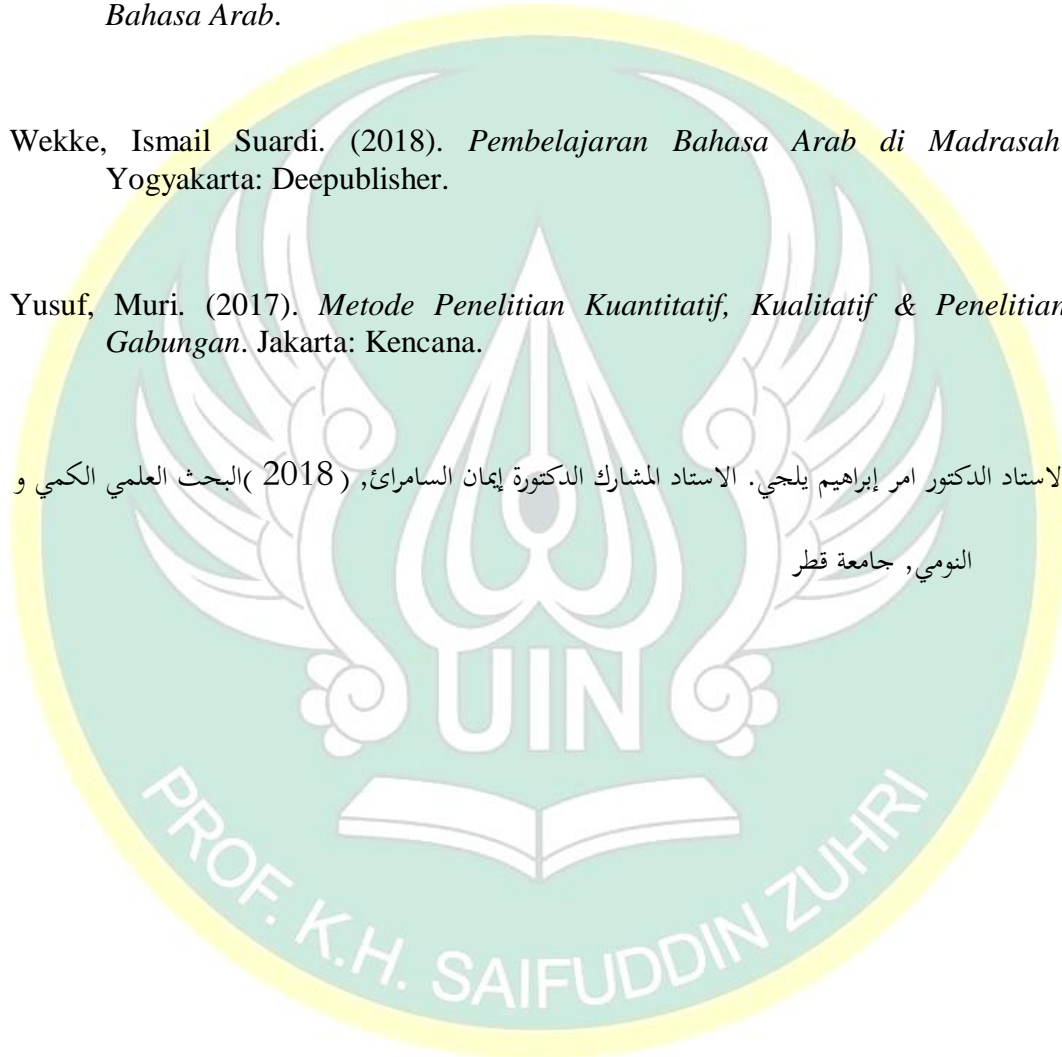 Bahasa Arab.
Wekke, Ismail Suardi. (2018). Pembelajaran Bahasa Arab di Madrasah
Yogyakarta: Deepublisher.
Yusuf, Muri. (2017). Metode Penelitian Kuantitatif, Kualitatif & Penelitian
Gabungan. Jakarta: Kencana.
لاستاد الدكتور امر إبراهيم يلجي. الاستاد المشارك الدكتورة إيمان السامرائ, ( 2018 )البحث العلمي الكمي و
النومي, جامعة قطر
UIN
PROF. K.H. SAIFUDDIN ZUHRI